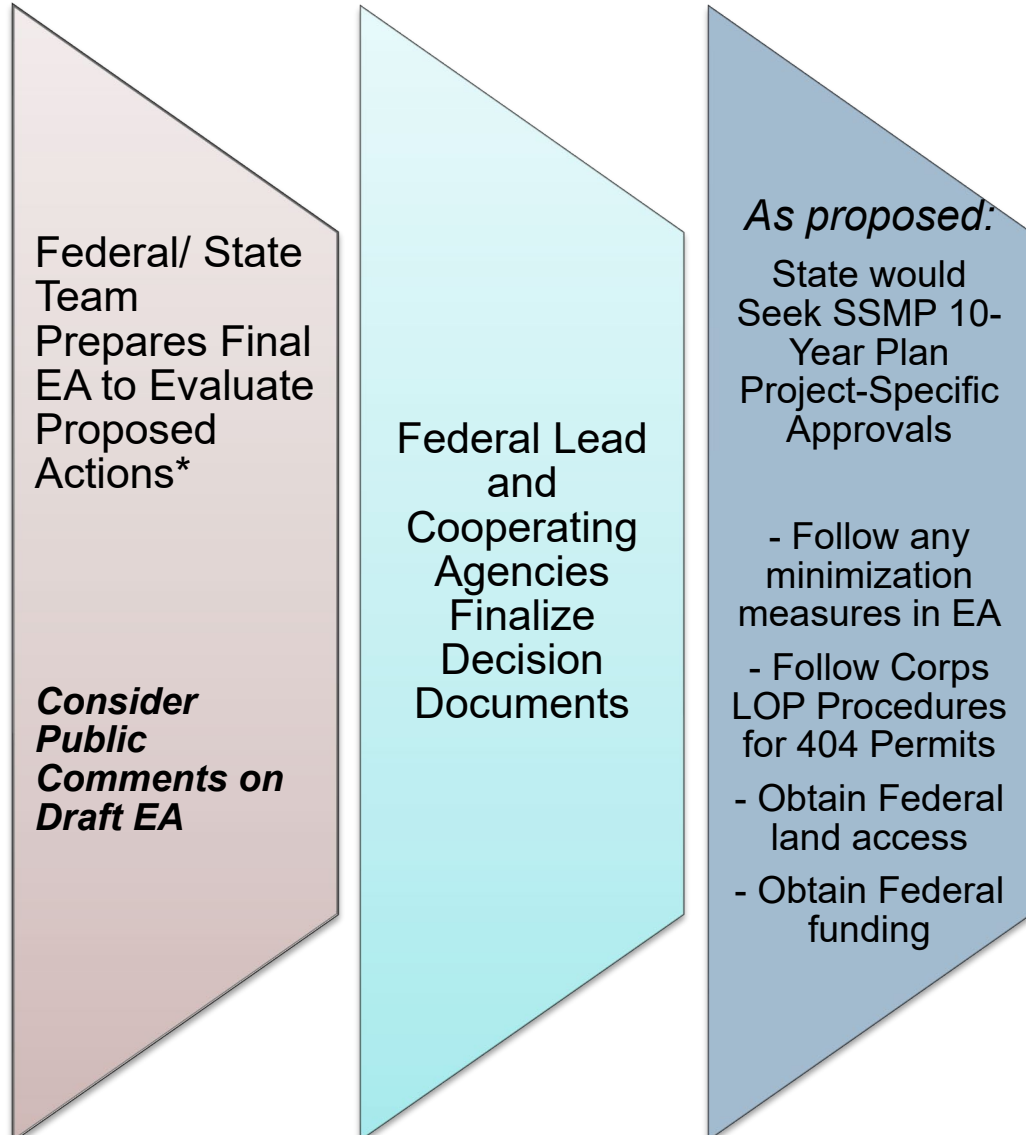 Federal/ State
Team
Prepares Final
EA to Evaluate
Proposed
Actions*
Consider
Public
Comments on
Draft EA
Federal Lead
and
Cooperating
Agencies
Finalize
Decision
Documents
As proposed:
State would
Seek SSMP 10-
Year Plan
Project-Specific
Approvals
- Follow any
minimization
measures in EA
- Follow Corps
LOP Procedures
for 404 Permits
- Obtain Federal
land access
- Obtain Federal
funding